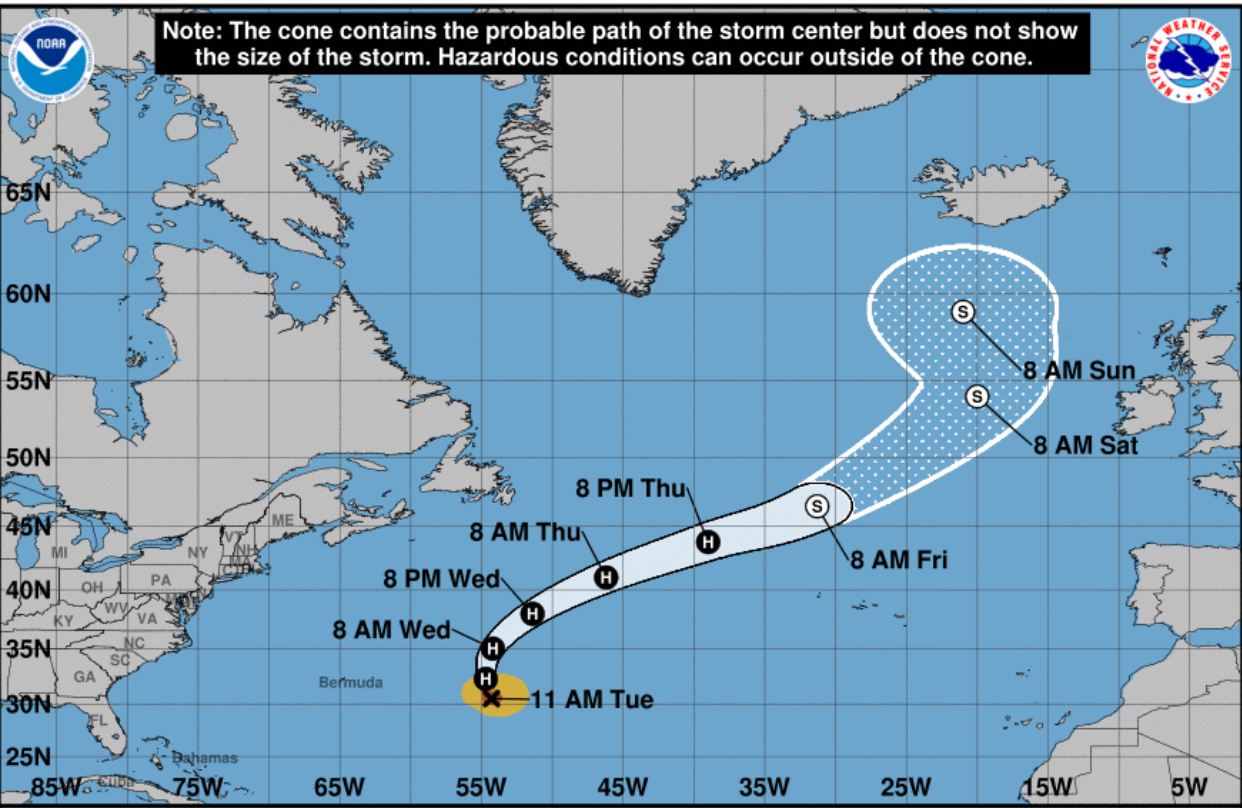 Note: The cone contains the probable path of the storm center but does not show
the size of the storm. Hazardous conditions can occur outside of the cone.
NOAA
NATIONAL WEATHER SERVICE
65N
60N
8 AM Sun
55N
8 AM Sat
50N
8 PM Thu
S
S
S
45N
ME
8 AM Thu
VT
NH
MI
NY
MA
8 AM Fri
H
CT
8 PM Wed
H
PA
OH
40N
H
WV
VA
KY
8 AM Wed
H
35N
NC
SC
GA
H
Bermuda
30N
11 AM Tue
FL
25N
Bahamas
Cuba
85W
75W
65W
55W
45W
35W
25W
15W
5W